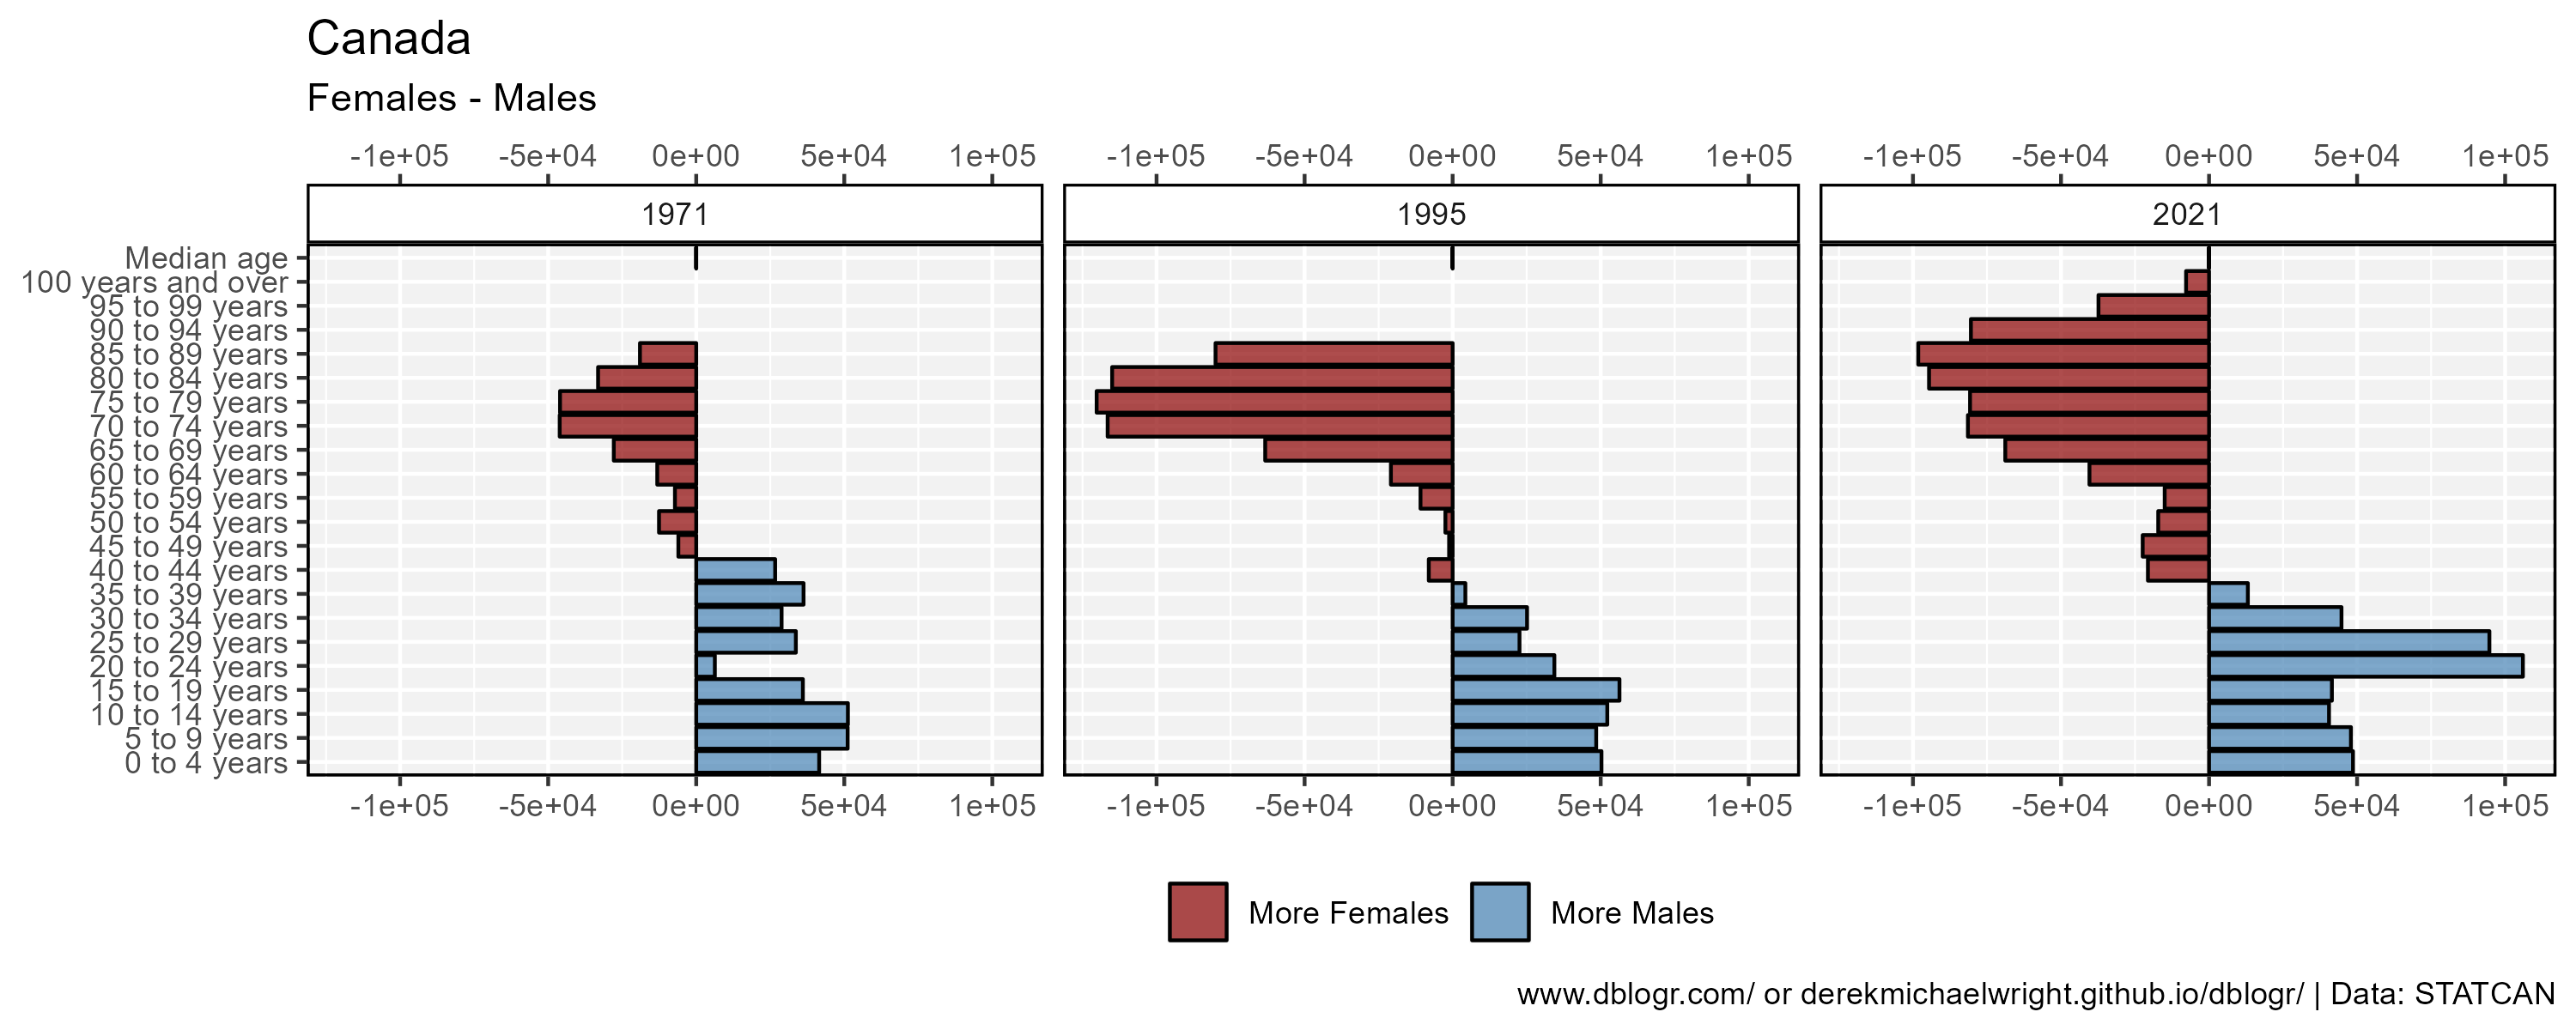 Canada
Females - Males
-1e+05 -5e+04 0e+00 5e+04 1e+05 -1e+05 -5e+04 0e+00 5e+04 1e+05 -1e+05 -5e+04 0e+00 5e+04 1e+05
1971 1995 2021
Median age
100 years and over
95 to 99 years
90 to 94 years
85 to 89 years
80 to 84 years
75 to 79 years
70 to 74 years
65 to 69 years
60 to 64 years
55 to 59 years
50 to 54 years
45 to 49 years
40 to 44 years
35 to 39 years
30 to 34 years
25 to 29 years
20 to 24 years
15 to 19 years
10 to 14 years
5 to 9 years
0 to 4 years
-1e+05 -5e+04 0e+00 5e+04 1e+05 -1e+05 -5e+04 0e+00 5e+04 1e+05 -1e+05 -5e+04 0e+00 5e+04 1e+05
More Females More Males
www.dblogr.com/ or derekmichaelwright.github.io/dblogr/ | Data: STATCAN